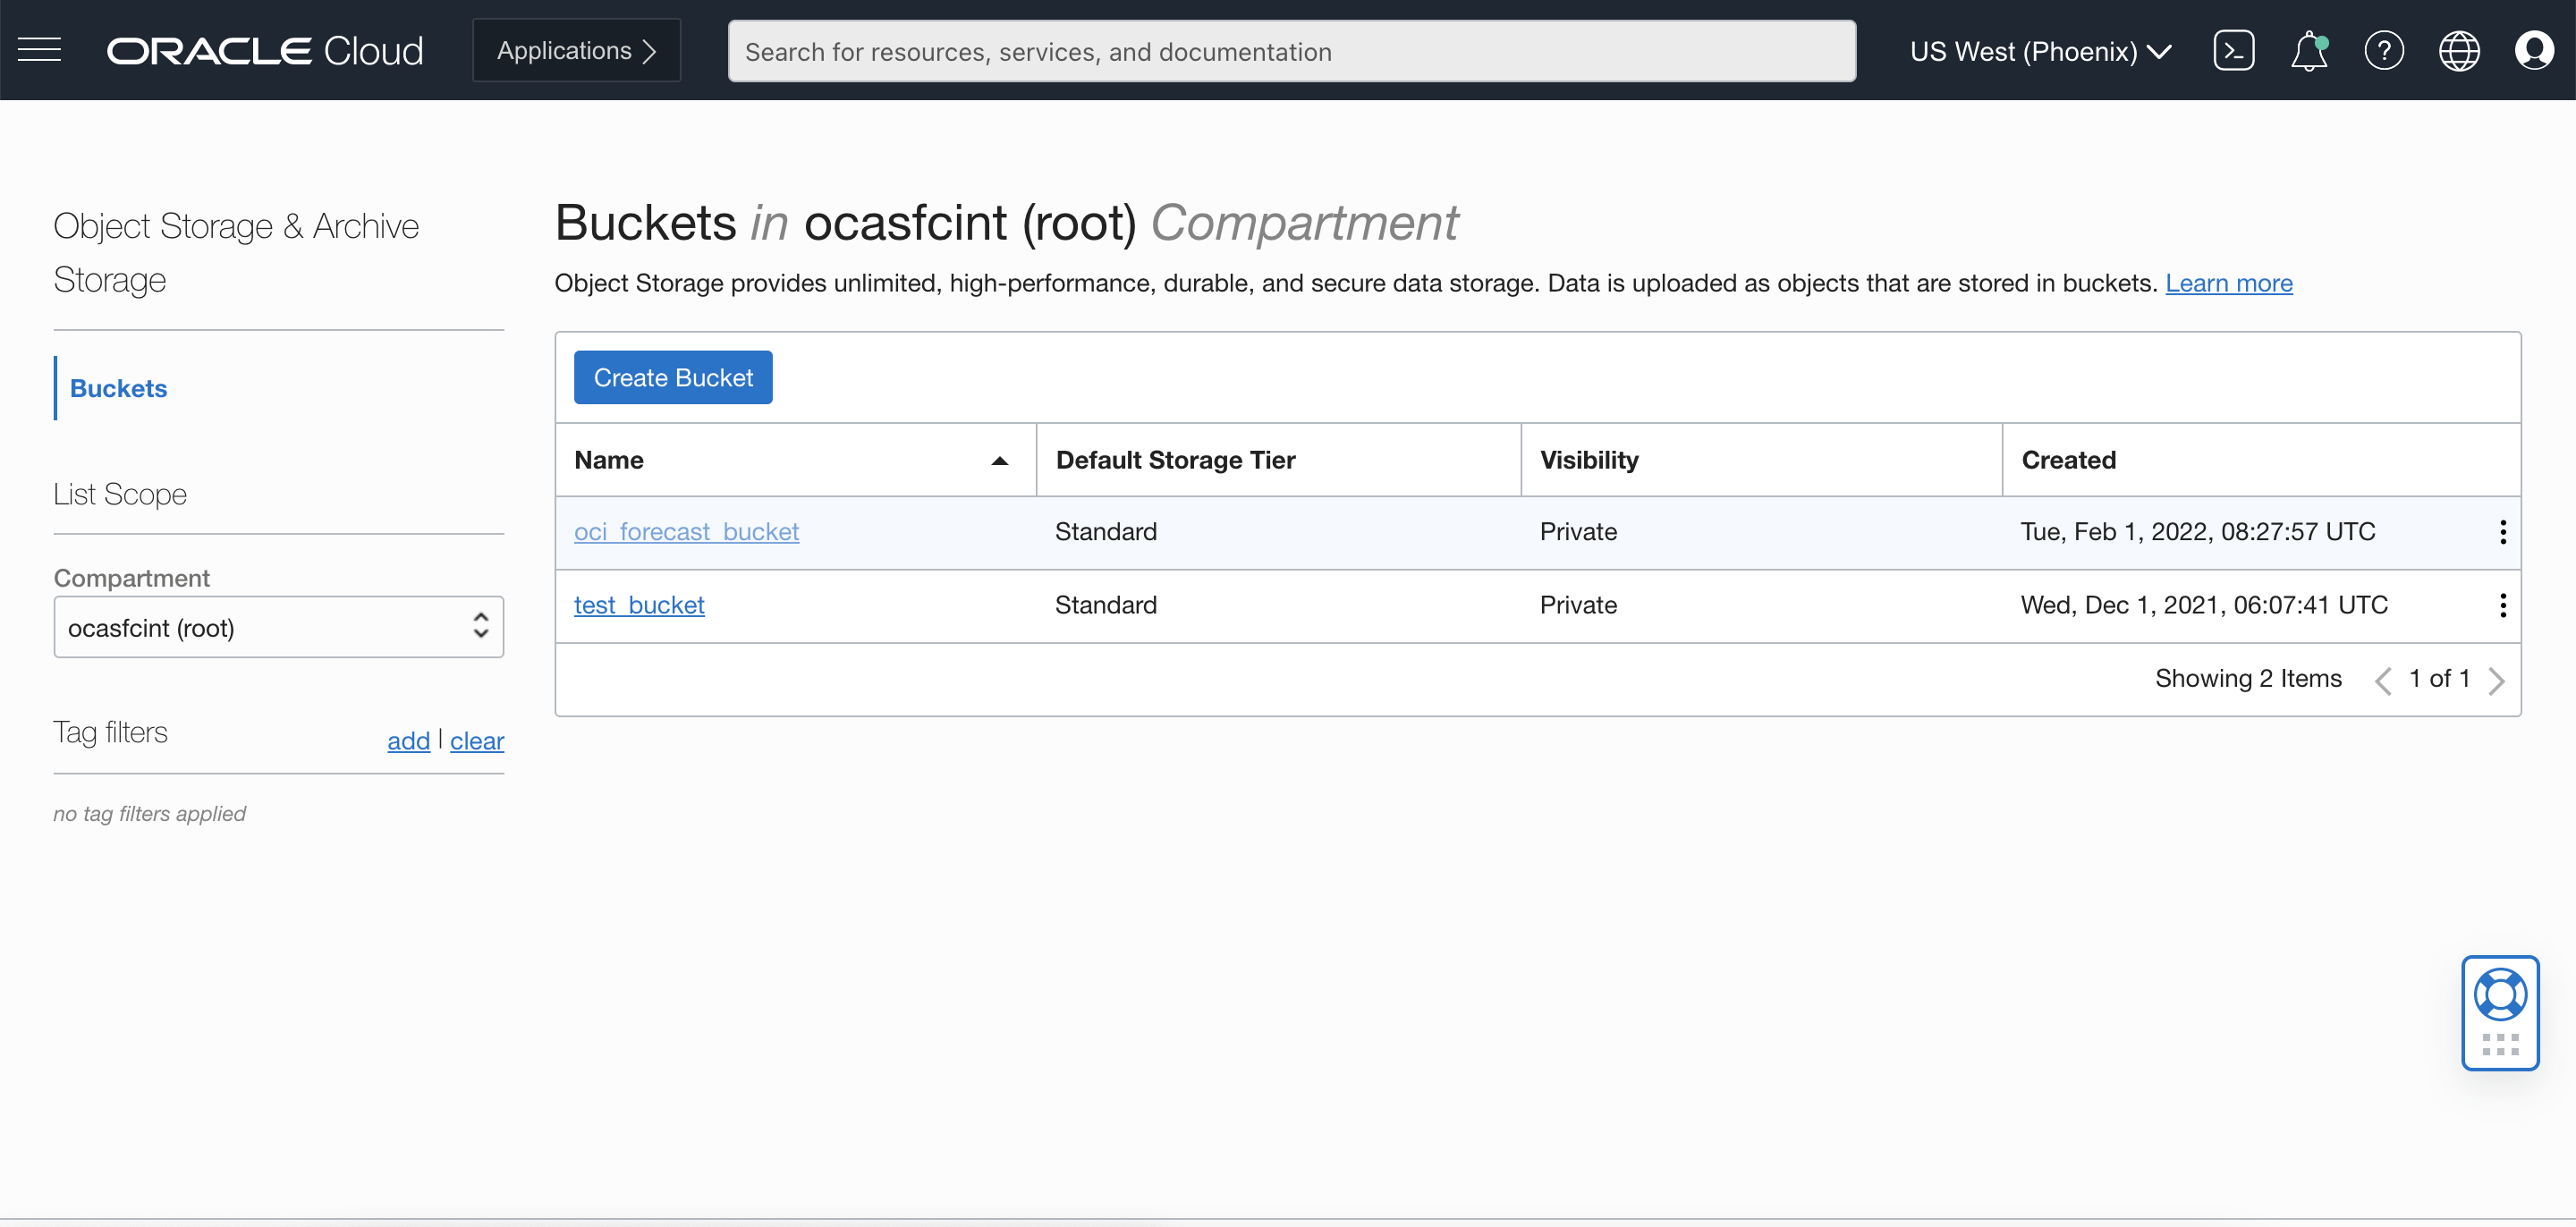 ORACLE Cloud
Applications
Search for resources, services, and documentation
US West (Phoenix)
Object Storage & Archive
Storage
Buckets
List Scope
Compartment
ocasfcint (root)
Tag filters
add | clear
no tag filters applied
Buckets in ocasfcint (root) Compartment
Object Storage provides unlimited, high-performance, durable, and secure data storage. Data is uploaded as objects that are stored in buckets. Learn more
Create Bucket
Name Default Storage Tier Visibility Created
oci_forecast_bucket Standard Private Tue, Feb 1, 2022, 08:27:57 UTC
test_bucket Standard Private Wed, Dec 1, 2021, 06:07:41 UTC
Showing 2 Items 1 of 1